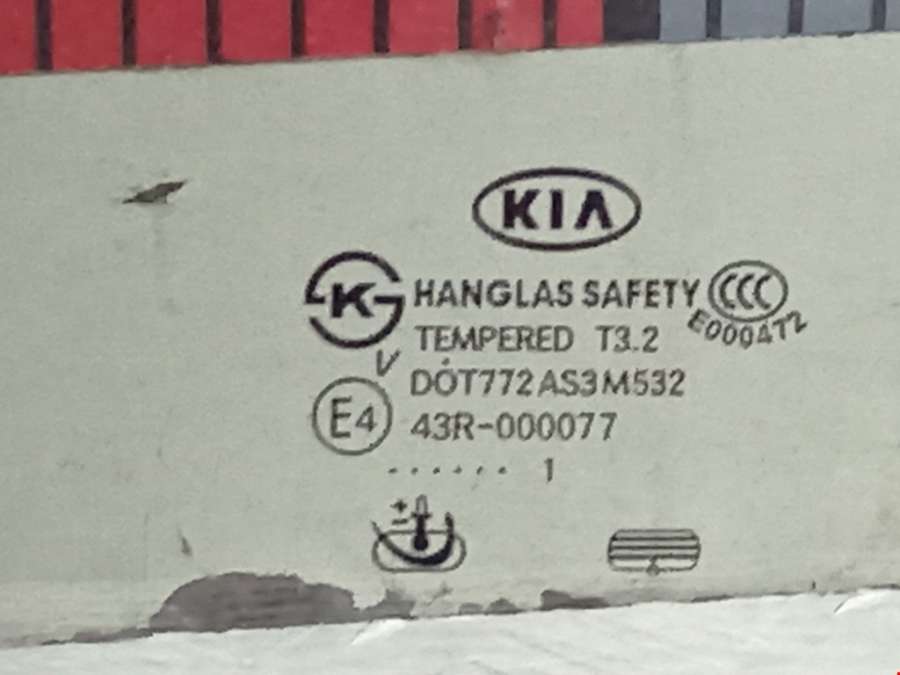 KIA
K HANGLAS SAFETY CCC
E000472
TEMPERED T3.2
V
DOT772 AS3 M532
E4 43R-000077
. . . . . . 1